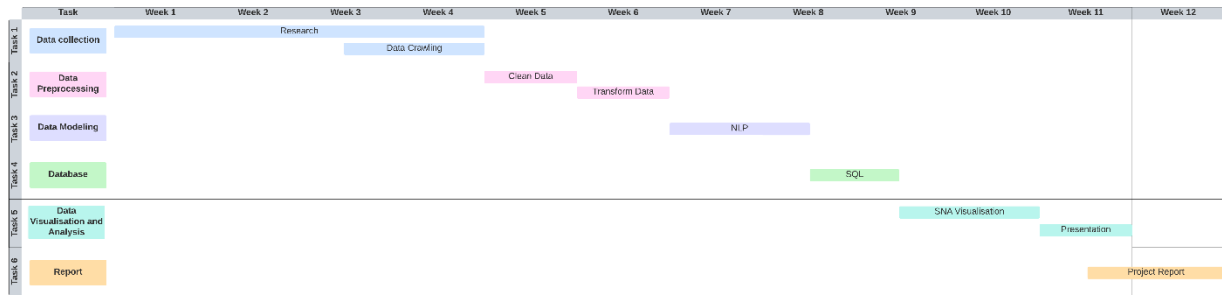 Task Week 1 Week 2 Week 3 Week 4 Week 5 Week 6 Week 7 Week 8 Week 9 Week 10 Week 11 Week 12
Task 1
Data collection
Research
Data Crawling
Task 2
Data
Preprocessing
Clean Data
Transform Data
Task 3
Data Modeling
NLP
Task 4
Database
SQL
Task 5
Data
Visualisation and
Analysis
SNA Visualisation
Presentation
Task 6
Report
Project Report